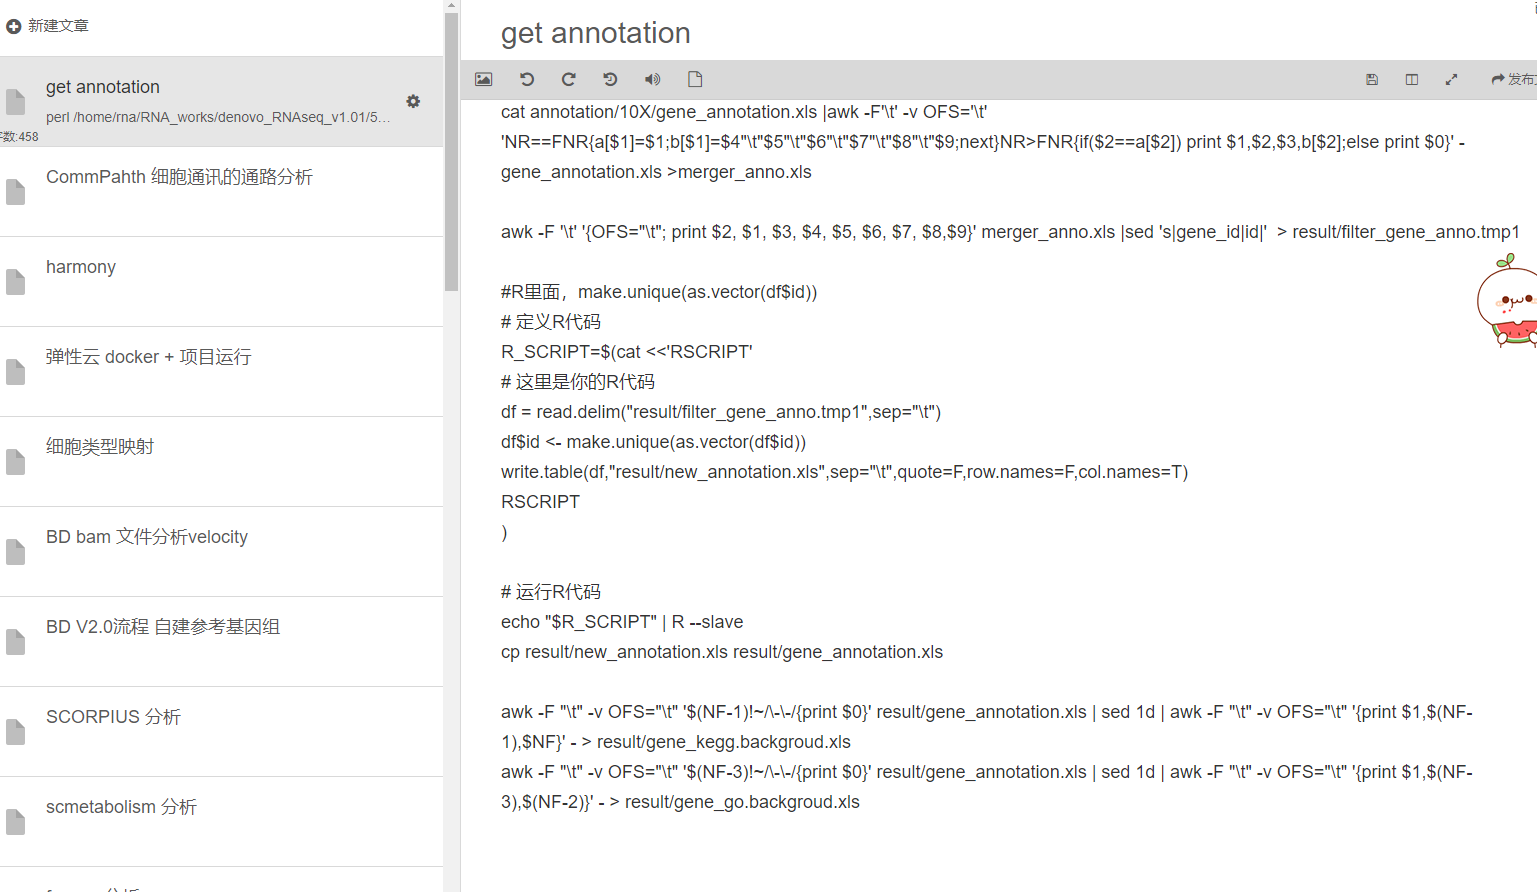 新建文章
get annotation
perl /home/rna/RNA_works/denovo_RNAseq_v1.01/5...
字数:458
CommPahth 细胞通讯的通路分析
harmony
弹性云 docker + 项目运行
细胞类型映射
BD bam 文件分析velocity
BD V2.0流程 自建参考基因组
SCORPIUS 分析
scmetabolism 分析
get annotation
发布文
cat annotation/10X/gene_annotation.xls |awk -F'\t' -v OFS='\t'
'NR==FNR{a[$1]=$1;b[$1]=$4"\t"$5"\t"$6"\t"$7"\t"$8"\t"$9;next}NR>FNR{if($2==a[$2]) print $1,$2,$3,b[$2];else print $0}' -
gene_annotation.xls >merger_anno.xls
awk -F '\t' '{OFS="\t"; print $2, $1, $3, $4, $5, $6, $7, $8,$9}' merger_anno.xls |sed 's|gene_id|id|'  > result/filter_gene_anno.tmp1
#R里面，make.unique(as.vector(df$id))
# 定义R代码
R_SCRIPT=$(cat <<'RSCRIPT'
# 这里是你的R代码
df = read.delim("result/filter_gene_anno.tmp1",sep="\t")
df$id <- make.unique(as.vector(df$id))
write.table(df,"result/new_annotation.xls",sep="\t",quote=F,row.names=F,col.names=T)
RSCRIPT
)
# 运行R代码
echo "$R_SCRIPT" | R --slave
cp result/new_annotation.xls result/gene_annotation.xls
awk -F "\t" -v OFS="\t" '$(NF-1)!~/\-\-/{print $0}' result/gene_annotation.xls | sed 1d | awk -F "\t" -v OFS="\t" '{print $1,$(NF-
1),$NF}' - > result/gene_kegg.backgroud.xls
awk -F "\t" -v OFS="\t" '$(NF-3)!~/\-\-/{print $0}' result/gene_annotation.xls | sed 1d | awk -F "\t" -v OFS="\t" '{print $1,$(NF-
3),$(NF-2)}' - > result/gene_go.backgroud.xls